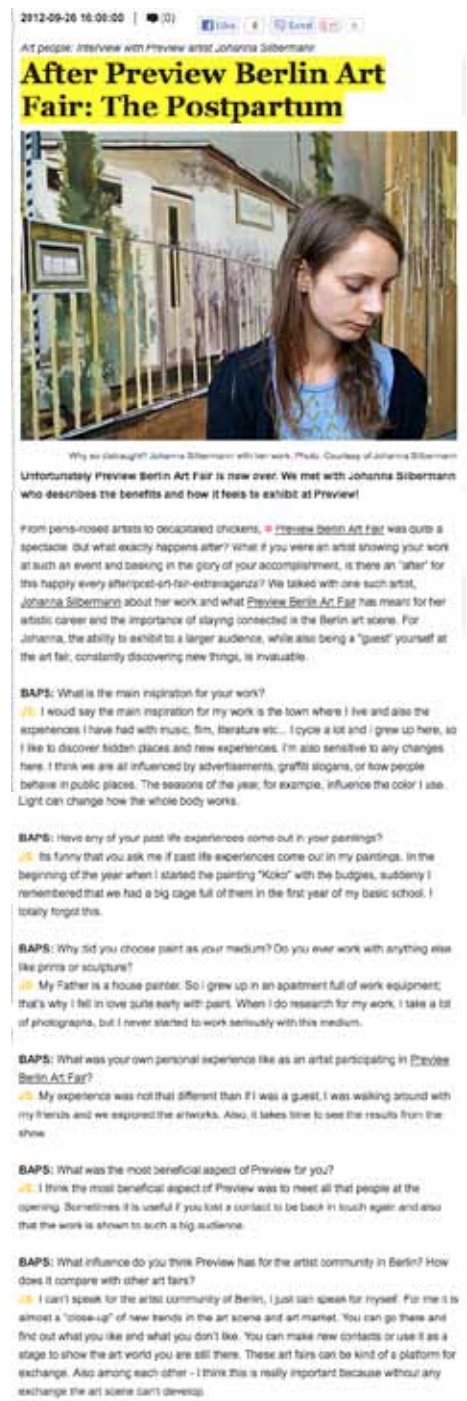 2012-09-26 16:00:00 | (0) Like Send
Art people: Interview with Preview artist Johanna Silbermann
After Preview Berlin Art
Fair: The Postpartum
Why so distraught? Johanna Silbermann with her work. Photo: Courtesy of Johanna Silbermann
Unfortunately Preview Berlin Art Fair is now over. We met with Johanna Silbermann
who describes the benefits and how it feels to exhibit at Preview!
From penis-nosed artists to decapitated chickens, Preview Berlin Art Fair was quite a
spectacle. But what exactly happens after? What if you were an artist showing your work
at such an event and basking in the glory of your accomplishment, is there an "after" for
this happily every after/post-art-fair-extravaganza? We talked with one such artist,
Johanna Silbermann about her work and what Preview Berlin Art Fair has meant for her
artistic career and the importance of staying connected in the Berlin art scene. For
Johanna, the ability to exhibit to a larger audience, while also being a "guest" yourself at
the art fair, constantly discovering new things, is invaluable.
BAPS: What is the main inspiration for your work?
JS: I would say the main inspiration for my work is the town where I live and also the
experiences I have had with music, film, literature etc... I cycle a lot and I grew up here, so
I like to discover hidden places and new experiences. I'm also sensitive to any changes
here. I think we are all influenced by advertisements, graffiti slogans, or how people
behave in public places. The seasons of the year, for example, influence the color I use.
Light can change how the whole body works.
BAPS: Have any of your past life experiences come out in your paintings?
JS: Its funny that you ask me if past life experiences come out in my paintings. In the
beginning of the year when I started the painting "Koko" with the budgies, suddenly I
remembered that we had a big cage full of them in the first year of my basic school. I
totally forgot this.
BAPS: Why did you choose paint as your medium? Do you ever work with anything else
like prints or sculpture?
JS: My Father is a house painter. So I grew up in an apartment full of work equipment;
that's why I fell in love quite early with paint. When I do research for my work, I take a lot
of photographs, but I never started to work seriously with this medium.
BAPS: What was your own personal experience like as an artist participating in Preview
Berlin Art Fair?
JS: My experience was not that different than if I was a guest, I was walking around with
my friends and we explored the artworks. Also, it takes time to see the results from the
show.
BAPS: What was the most beneficial aspect of Preview for you?
JS: I think the most beneficial aspect of Preview was to meet all that people at the
opening. Sometimes it is useful if you lost a contact to be back in touch again and also
that the work is shown to such a big audience.
BAPS: What influence do you think Preview has for the artist community in Berlin? How
does it compare with other art fairs?
JS: I can't speak for the artist community of Berlin, I just can speak for myself. For me it is
almost a "close-up" of new trends in the art scene and art market. You can go there and
find out what you like and what you don't like. You can make new contacts or use it as a
stage to show the art world you are still there. These art fairs can be kind of a platform for
exchange. Also among each other - I think this is really important because without any
exchange the art scene can't develop.